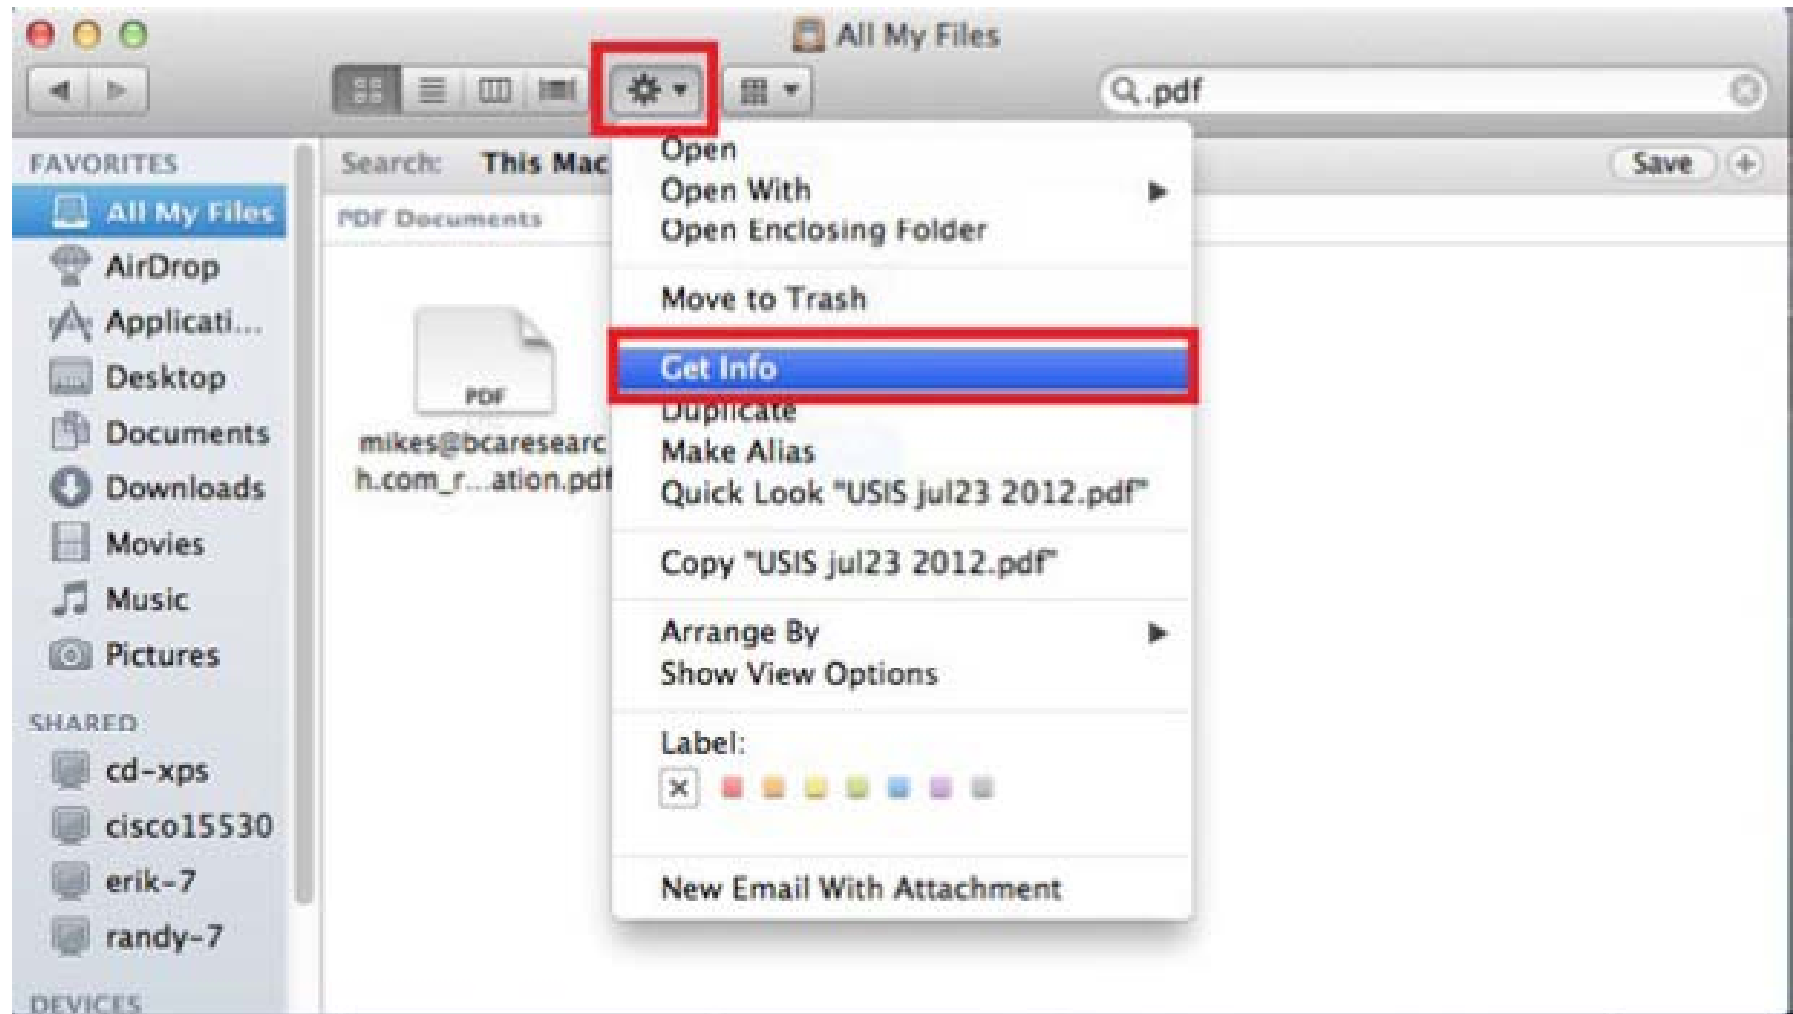 All My Files
.pdf
FAVORITES
All My Files
AirDrop
Applicati...
Desktop
Documents
Downloads
Movies
Music
Pictures
SHARED
cd-xps
cisco15530
erik-7
randy-7
DEVICES
Search: This Mac
Save +
PDF Documents
PDF
mikes@bcaresearc
h.com_r...ation.pdf
Open
Open With
Open Enclosing Folder
Move to Trash
Get Info
Duplicate
Make Alias
Quick Look "USIS jul23 2012.pdf"
Copy "USIS jul23 2012.pdf"
Arrange By
Show View Options
Label:
New Email With Attachment